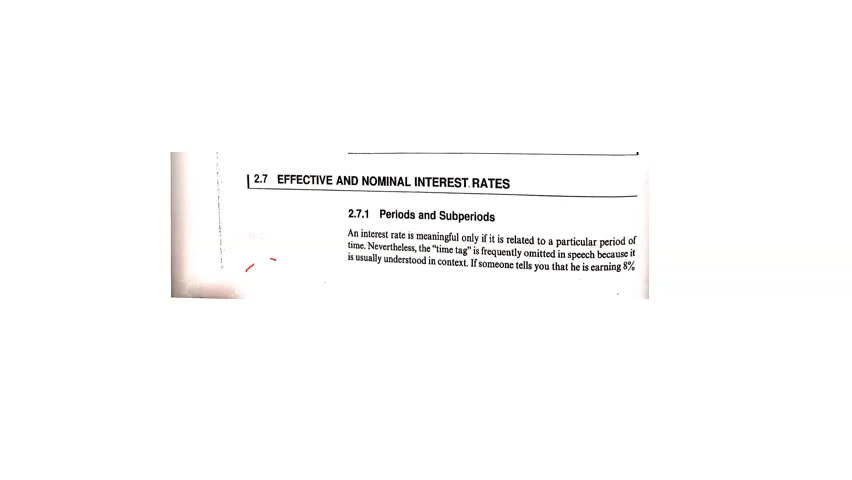 2.7 EFFECTIVE AND NOMINAL INTEREST RATES
2.7.1 Periods and Subperiods
An interest rate is meaningful only if it is related to a particular period of
time. Nevertheless, the "time tag" is frequently omitted in speech because it
is usually understood in context. If someone tells you that he is earning 8%